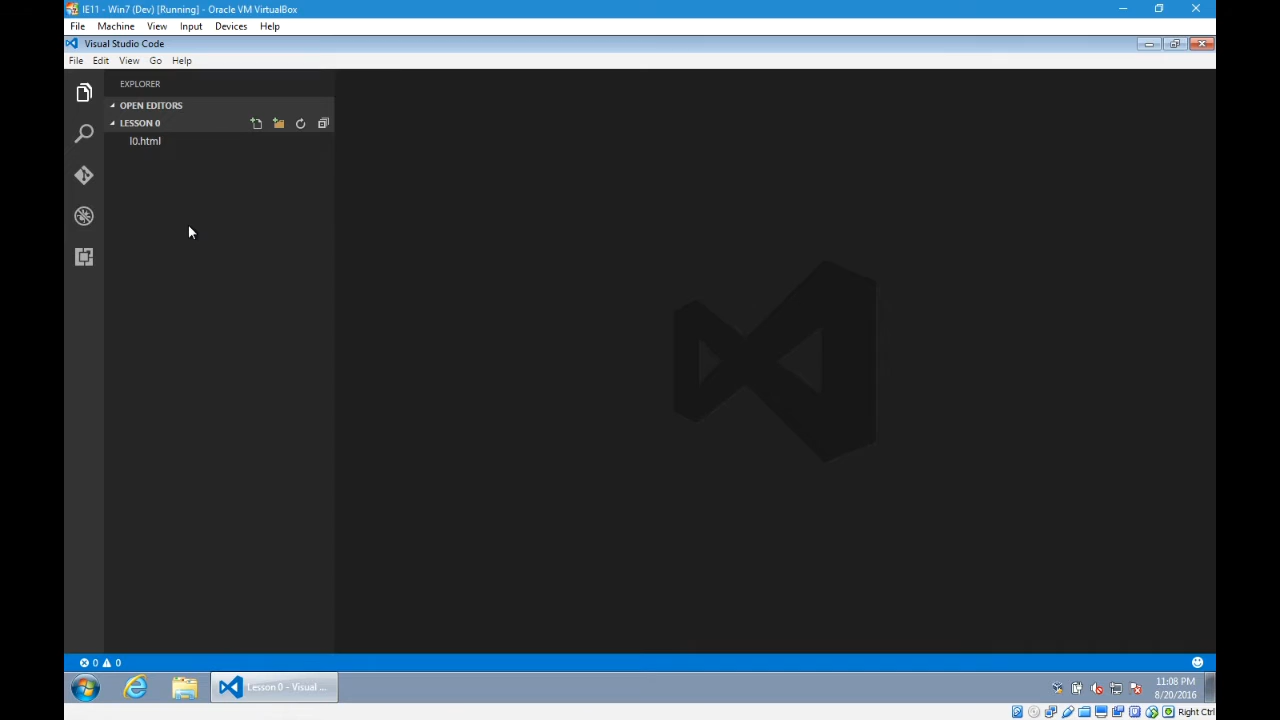 IE11 - Win7 (Dev) [Running] - Oracle VM VirtualBox
File Machine View Input Devices Help
Visual Studio Code
File Edit View Go Help
EXPLORER
OPEN EDITORS
LESSON 0
l0.html
0 0
Lesson 0 - Visual ...
11:08 PM
8/20/2016
Right Ctrl